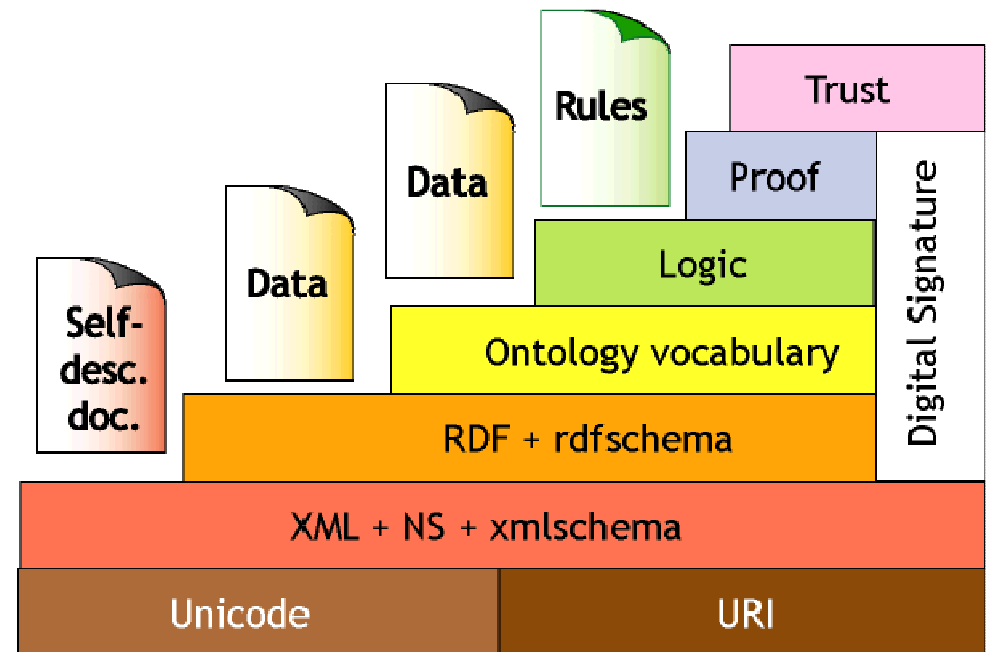 Rules
Trust
Data
Proof
Data
Logic
Self-
desc.
doc.
Ontology vocabulary
Digital Signature
RDF + rdfschema
XML + NS + xmlschema
Unicode
URI